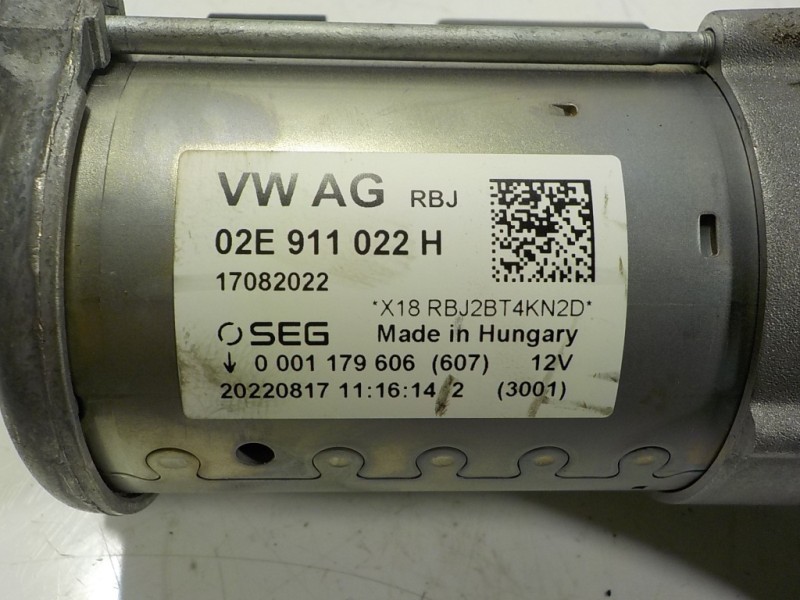 VW AG RBJ
02E 911 022 H
17082022
*X18 RBJ2BT4KN2D*
SEG Made in Hungary
↓ 0 001 179 606 (607) 12V
20220817 11:16:14 2 (3001)